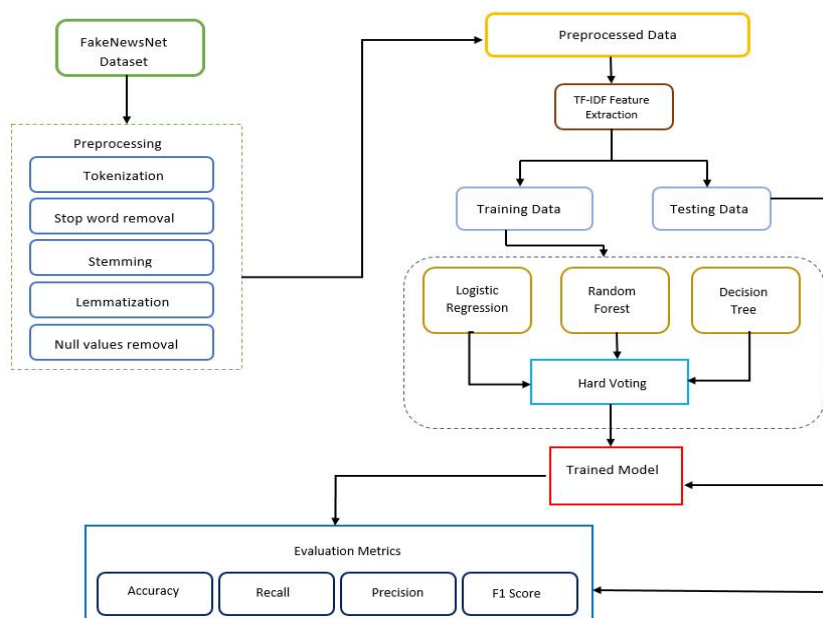 FakeNewsNet
Dataset
Preprocessing
Tokenization
Stop word removal
Stemming
Lemmatization
Null values removal
Preprocessed Data
TF-IDF Feature
Extraction
Training Data
Testing Data
Logistic
Regression
Random
Forest
Decision
Tree
Hard Voting
Trained Model
Evaluation Metrics
Accuracy
Recall
Precision
F1 Score